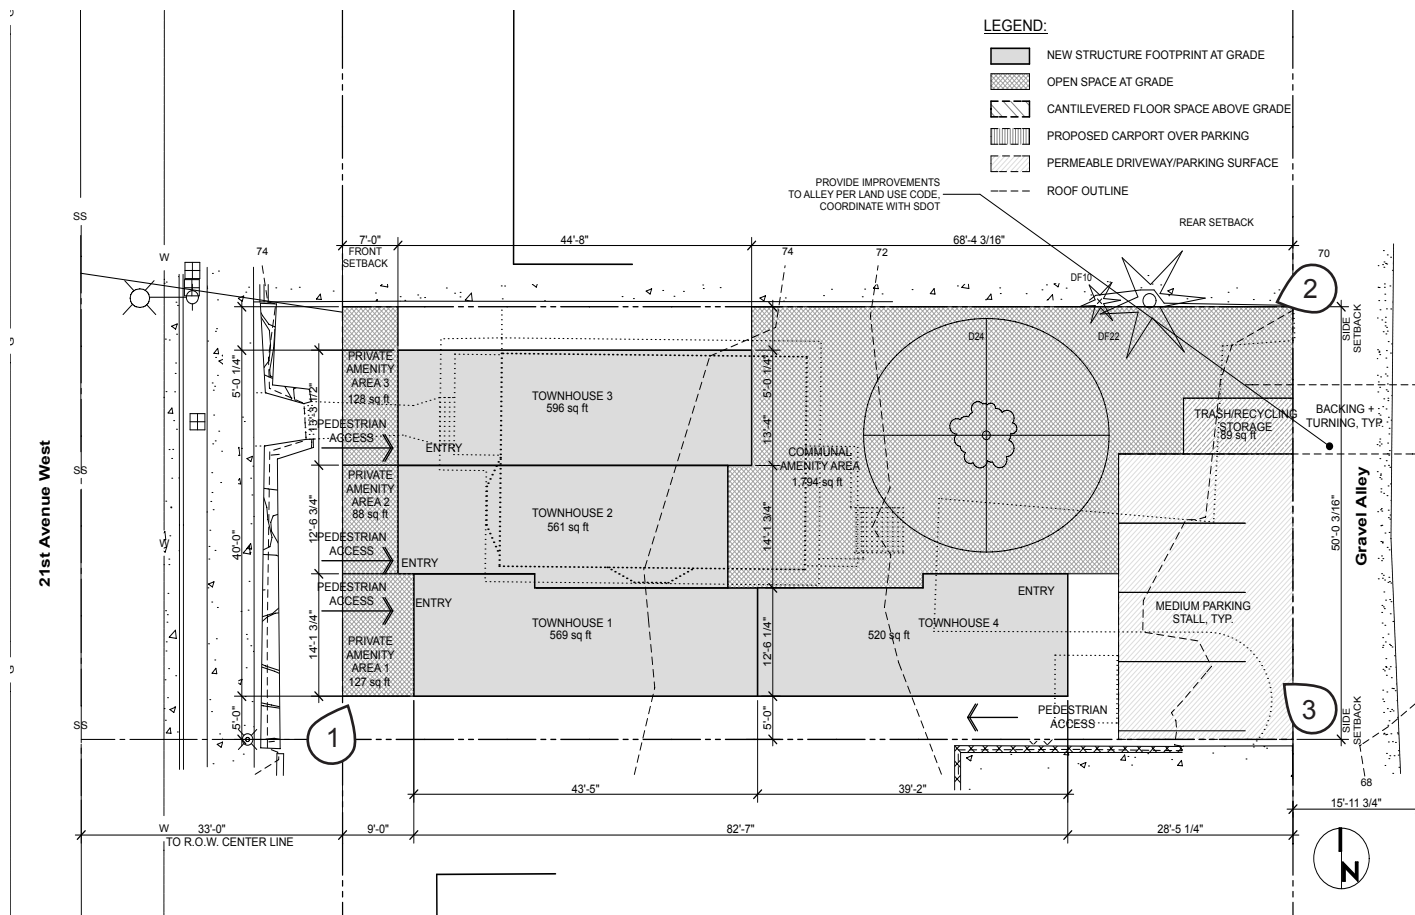 LEGEND:
NEW STRUCTURE FOOTPRINT AT GRADE
OPEN SPACE AT GRADE
CANTILEVERED FLOOR SPACE ABOVE GRADE
PROPOSED CARPORT OVER PARKING
PERMEABLE DRIVEWAY/PARKING SURFACE
ROOF OUTLINE
PROVIDE IMPROVEMENTS
TO ALLEY PER LAND USE CODE,
COORDINATE WITH SDOT
REAR SETBACK
SS
W
74
7'-0"
FRONT
SETBACK
44'-8"
68'-4 3/16"
74
72
70
DF10
DF22
D24
2
SIDE
SETBACK
G
5'-0 1/4"
PRIVATE
AMENITY
AREA 3
128 sq ft
13'-3 1/2"
PEDESTRIAN
ACCESS
ENTRY
TOWNHOUSE 3
596 sq ft
5'-0 1/4"
13'-4"
COMMUNAL
AMENITY AREA
1,794 sq ft
TRASH/RECYCLING
STORAGE
89 sq ft
BACKING +
TURNING, TYP.
21st Avenue West
SS
PRIVATE
AMENITY
AREA 2
88 sq ft
12'-6 3/4"
40'-0"
W
PEDESTRIAN
ACCESS
ENTRY
TOWNHOUSE 2
561 sq ft
14'-1 3/4"
50'-0 3/16"
Gravel Alley
PEDESTRIAN
ACCESS
ENTRY
14'-1 3/4"
PRIVATE
AMENITY
AREA 1
127 sq ft
TOWNHOUSE 1
569 sq ft
12'-6 1/4"
ENTRY
TOWNHOUSE 4
520 sq ft
MEDIUM PARKING
STALL, TYP.
G
SS
5'-0"
1
5'-0"
PEDESTRIAN
ACCESS
3
SIDE
SETBACK
68
43'-5"
39'-2"
15'-11 3/4"
W
33'-0"
TO R.O.W. CENTER LINE
9'-0"
82'-7"
28'-5 1/4"
N